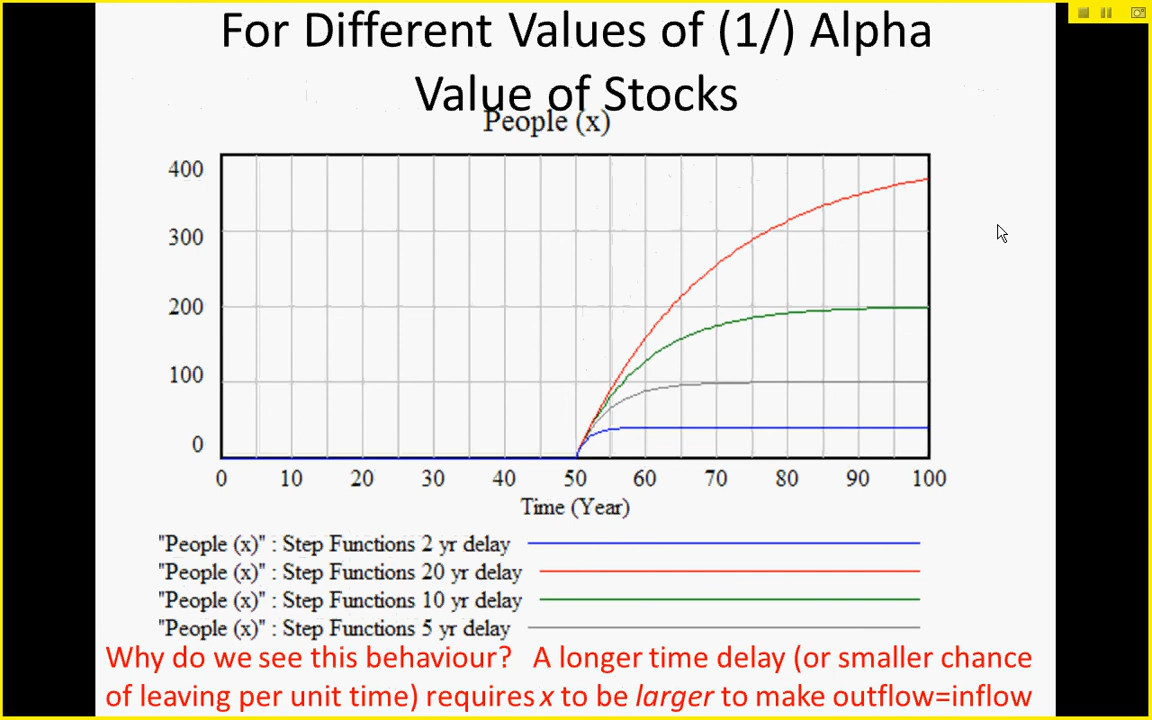 For Different Values of (1/) Alpha
Value of Stocks
People (x)
400
300
200
100
0
0 10 20 30 40 50 60 70 80 90 100
Time (Year)
"People (x)" : Step Functions 2 yr delay
"People (x)" : Step Functions 20 yr delay
"People (x)" : Step Functions 10 yr delay
"People (x)" : Step Functions 5 yr delay
Why do we see this behaviour? A longer time delay (or smaller chance
of leaving per unit time) requires x to be larger to make outflow=inflow